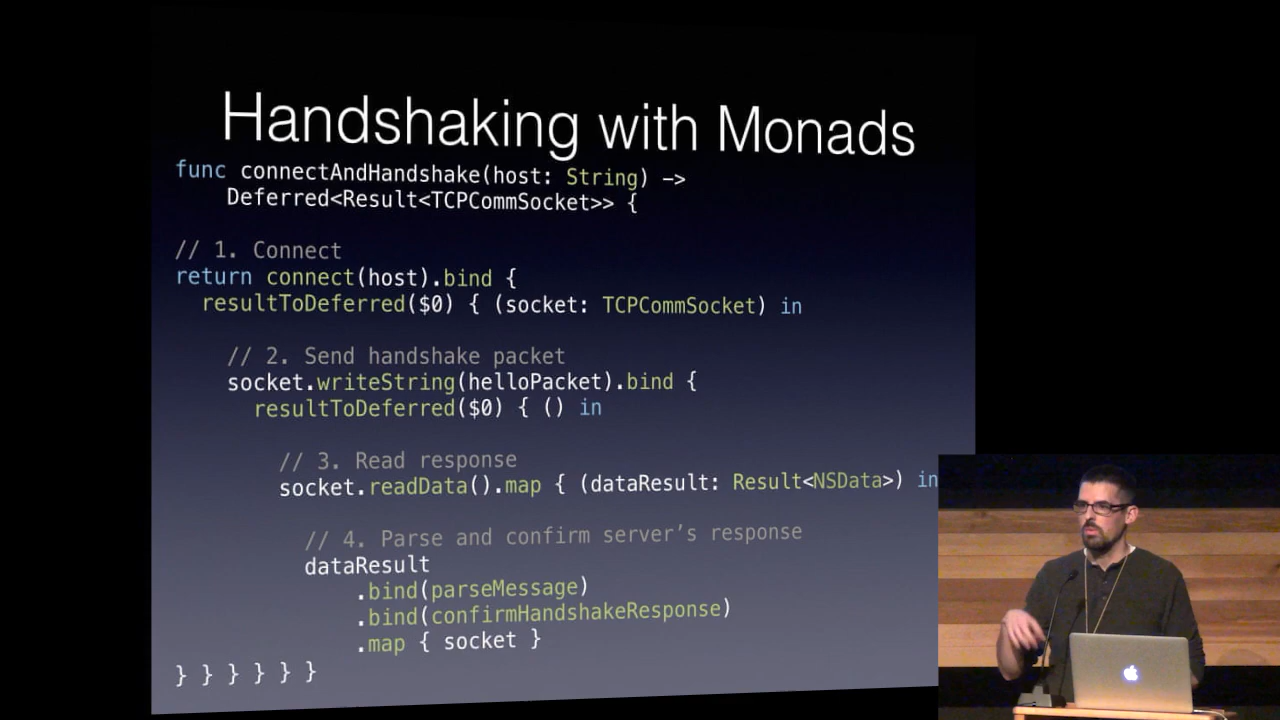 Handshaking with Monads
func connectAndHandshake(host: String) ->
Deferred<Result<TCPCommSocket>> {
// 1. Connect
return connect(host).bind {
resultToDeferred($0) { (socket: TCPCommSocket) in
// 2. Send handshake packet
socket.writeString(helloPacket).bind {
resultToDeferred($0) { () in
// 3. Read response
socket.readData().map { (dataResult: Result<NSData>) in
// 4. Parse and confirm server’s response
dataResult
.bind(parseMessage)
.bind(confirmHandshakeResponse)
.map { socket }
} } } } } }